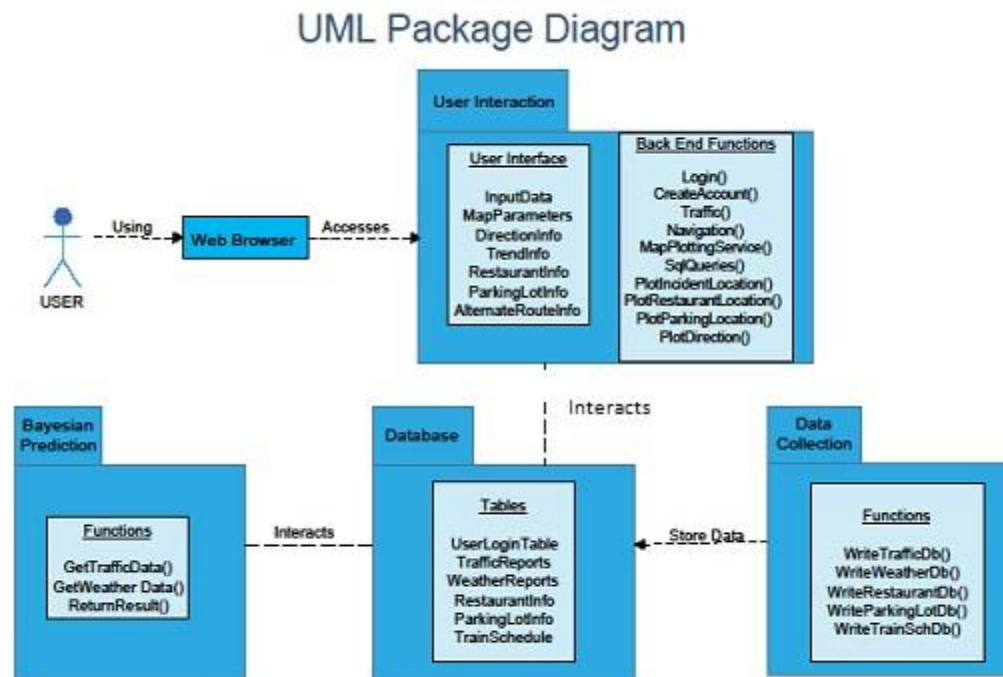 UML Package Diagram
User Interaction
User Interface
InputData
MapParameters
DirectionInfo
TrendInfo
RestaurantInfo
ParkingLotInfo
AlternateRouteInfo
Back End Functions
Login()
CreateAccount()
Traffic()
Navigation()
MapPlottingService()
SqlQueries()
PlotIncidentLocation()
PlotRestaurantLocation()
PlotParkingLocation()
PlotDirection()
USER
Using
Web Browser
Accesses
Interacts
Bayesian
Prediction
Functions
GetTrafficData()
GetWeather Data()
ReturnResult()
Interacts
Database
Tables
UserLoginTable
TrafficReports
WeatherReports
RestaurantInfo
ParkingLotInfo
TrainSchedule
Store Data
Data
Collection
Functions
WriteTrafficDb()
WriteWeatherDb()
WriteRestaurantDb()
WriteParkingLotDb()
WriteTrainSchDb()